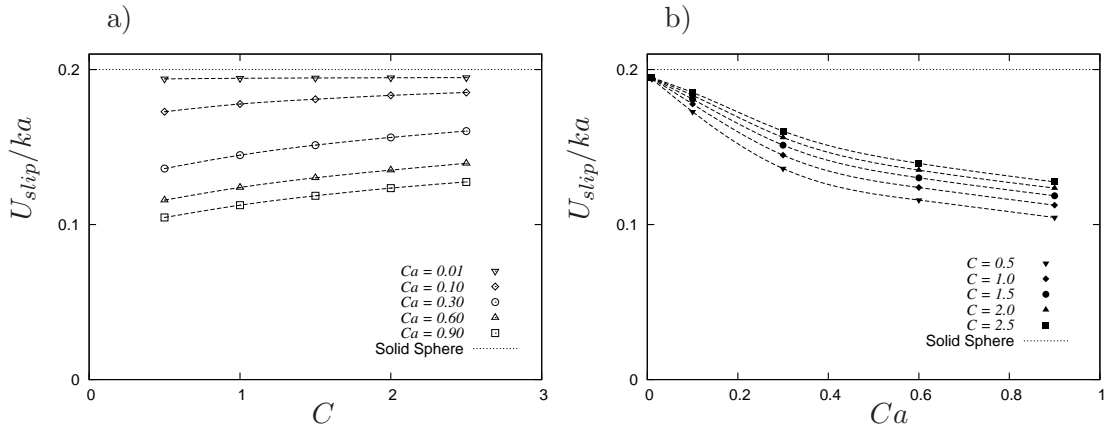 a)
U_{slip}/ka
0.2
0.1
0
0
1
2
3
C
Ca = 0.01
Ca = 0.10
Ca = 0.30
Ca = 0.60
Ca = 0.90
Solid Sphere
b)
U_{slip}/ka
0.2
0.1
0
0
0.2
0.4
0.6
0.8
1
Ca
C = 0.5
C = 1.0
C = 1.5
C = 2.0
C = 2.5
Solid Sphere